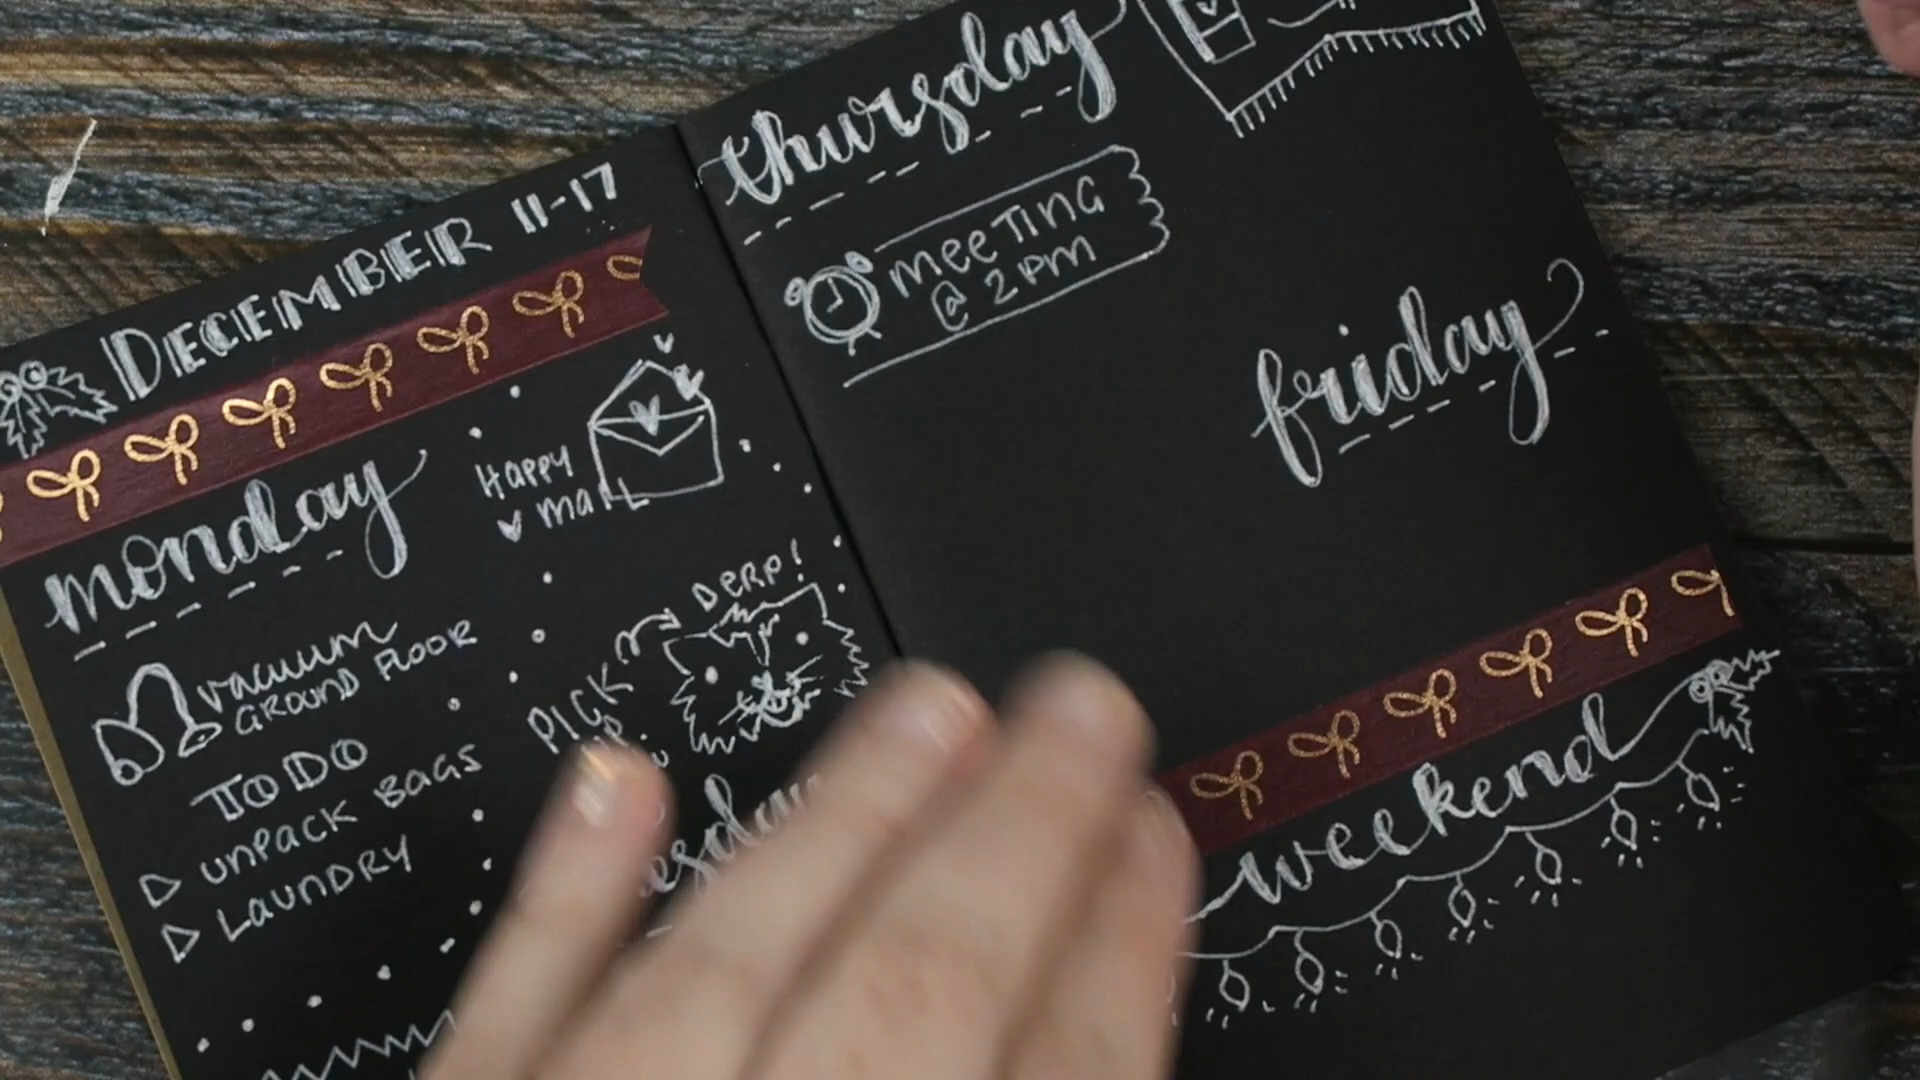 DECEMBER 11-17
monday
Happy
mail
vacuum
GROUND FLOOR
TO DO
UNPACK BAGS
LAUNDRY
DERP!
PICK
thursday
meeTING
@ 2PM
friday
weekend